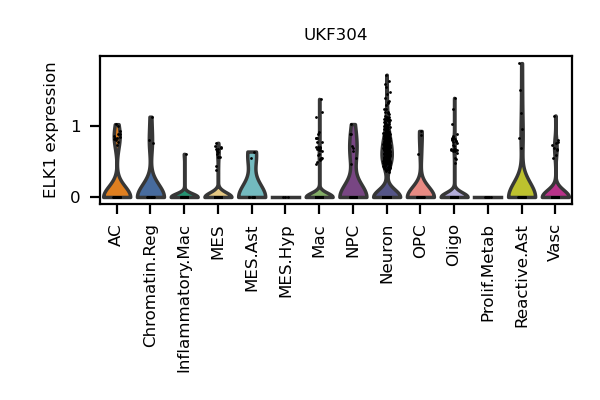 UKF304
ELK1 expression
1
0
AC
Chromatin.Reg
Inflammatory.Mac
MES
MES.Ast
MES.Hyp
Mac
NPC
Neuron
OPC
Oligo
Prolif.Metab
Reactive.Ast
Vasc